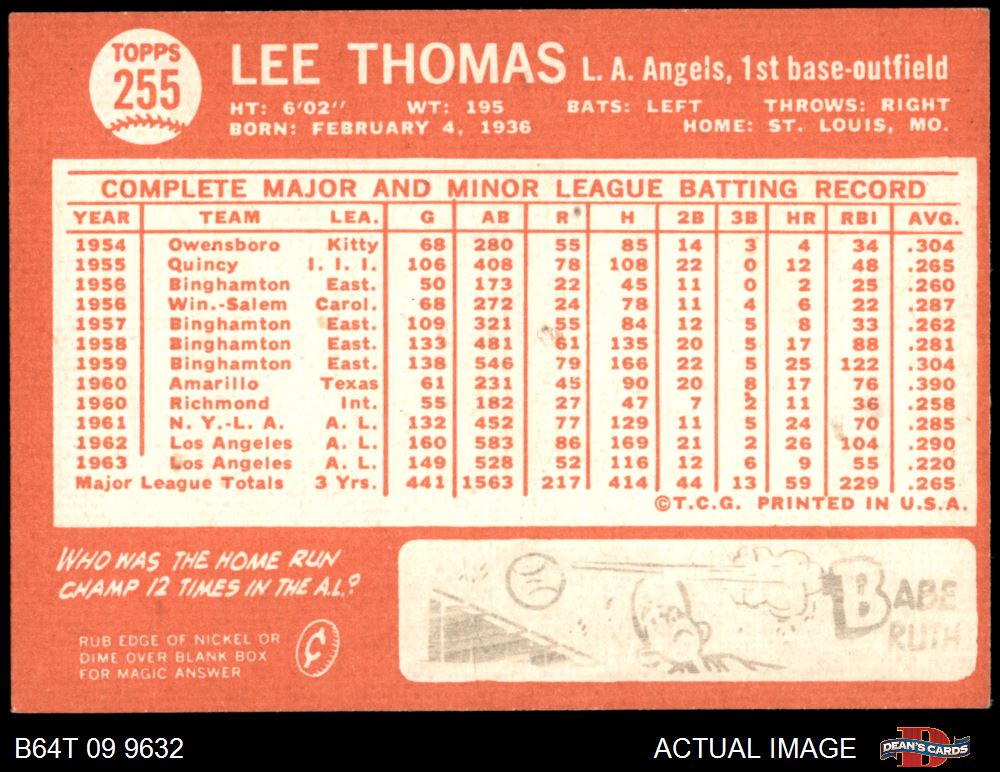 TOPPS
255
LEE THOMAS L. A. Angels, 1st base-outfield
HT: 6'02'' WT: 195 BATS: LEFT THROWS: RIGHT
BORN: FEBRUARY 4, 1936 HOME: ST. LOUIS, MO.
COMPLETE MAJOR AND MINOR LEAGUE BATTING RECORD
YEAR TEAM LEA. G AB R H 2B 3B HR RBI AVG.
1954 Owensboro Kitty 68 280 55 85 14 3 4 34 .304
1955 Quincy I. I. I. 106 408 78 108 22 0 12 48 .265
1956 Binghamton East. 50 173 22 45 11 0 2 25 .260
1956 Win.-Salem Carol. 68 272 24 78 11 4 6 22 .287
1957 Binghamton East. 109 321 55 84 12 5 8 33 .262
1958 Binghamton East. 133 481 61 135 20 5 17 88 .281
1959 Binghamton East. 138 546 79 166 22 5 25 122 .304
1960 Amarillo Texas 61 231 45 90 20 8 17 76 .390
1960 Richmond Int. 55 182 27 47 7 2 11 36 .258
1961 N. Y.-L. A. A. L. 132 452 77 129 11 5 24 70 .285
1962 Los Angeles A. L. 160 583 86 169 21 2 26 104 .290
1963 Los Angeles A. L. 149 528 52 116 12 6 9 55 .220
Major League Totals 3 Yrs. 441 1563 217 414 44 13 59 229 .265
©T.C.G. PRINTED IN U.S.A.
WHO WAS THE HOME RUN
CHAMP 12 TIMES IN THE A.L.?
RUB EDGE OF NICKEL OR
DIME OVER BLANK BOX
FOR MAGIC ANSWER
BABE
RUTH
B64T 09 9632 ACTUAL IMAGE DEAN'S CARDS